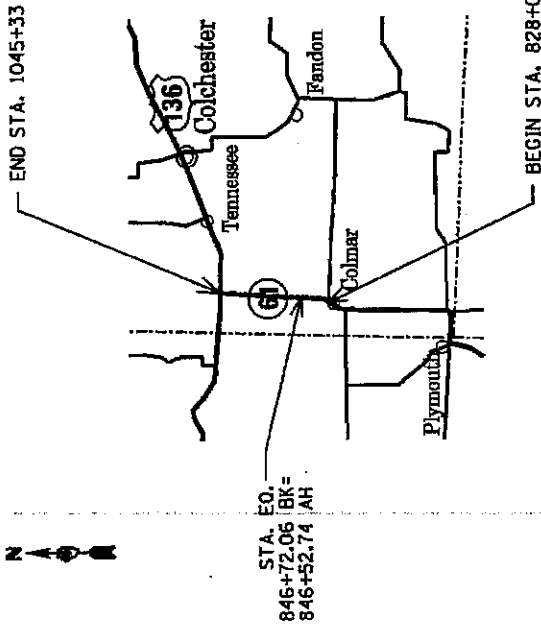 END STA. 1045+33
136
Colchester
Tennessee
Fandon
61
Colmar
Plymouth
N
STA. EQ.
846+72.06 BK=
846+52.74 AH
BEGIN STA. 828+0